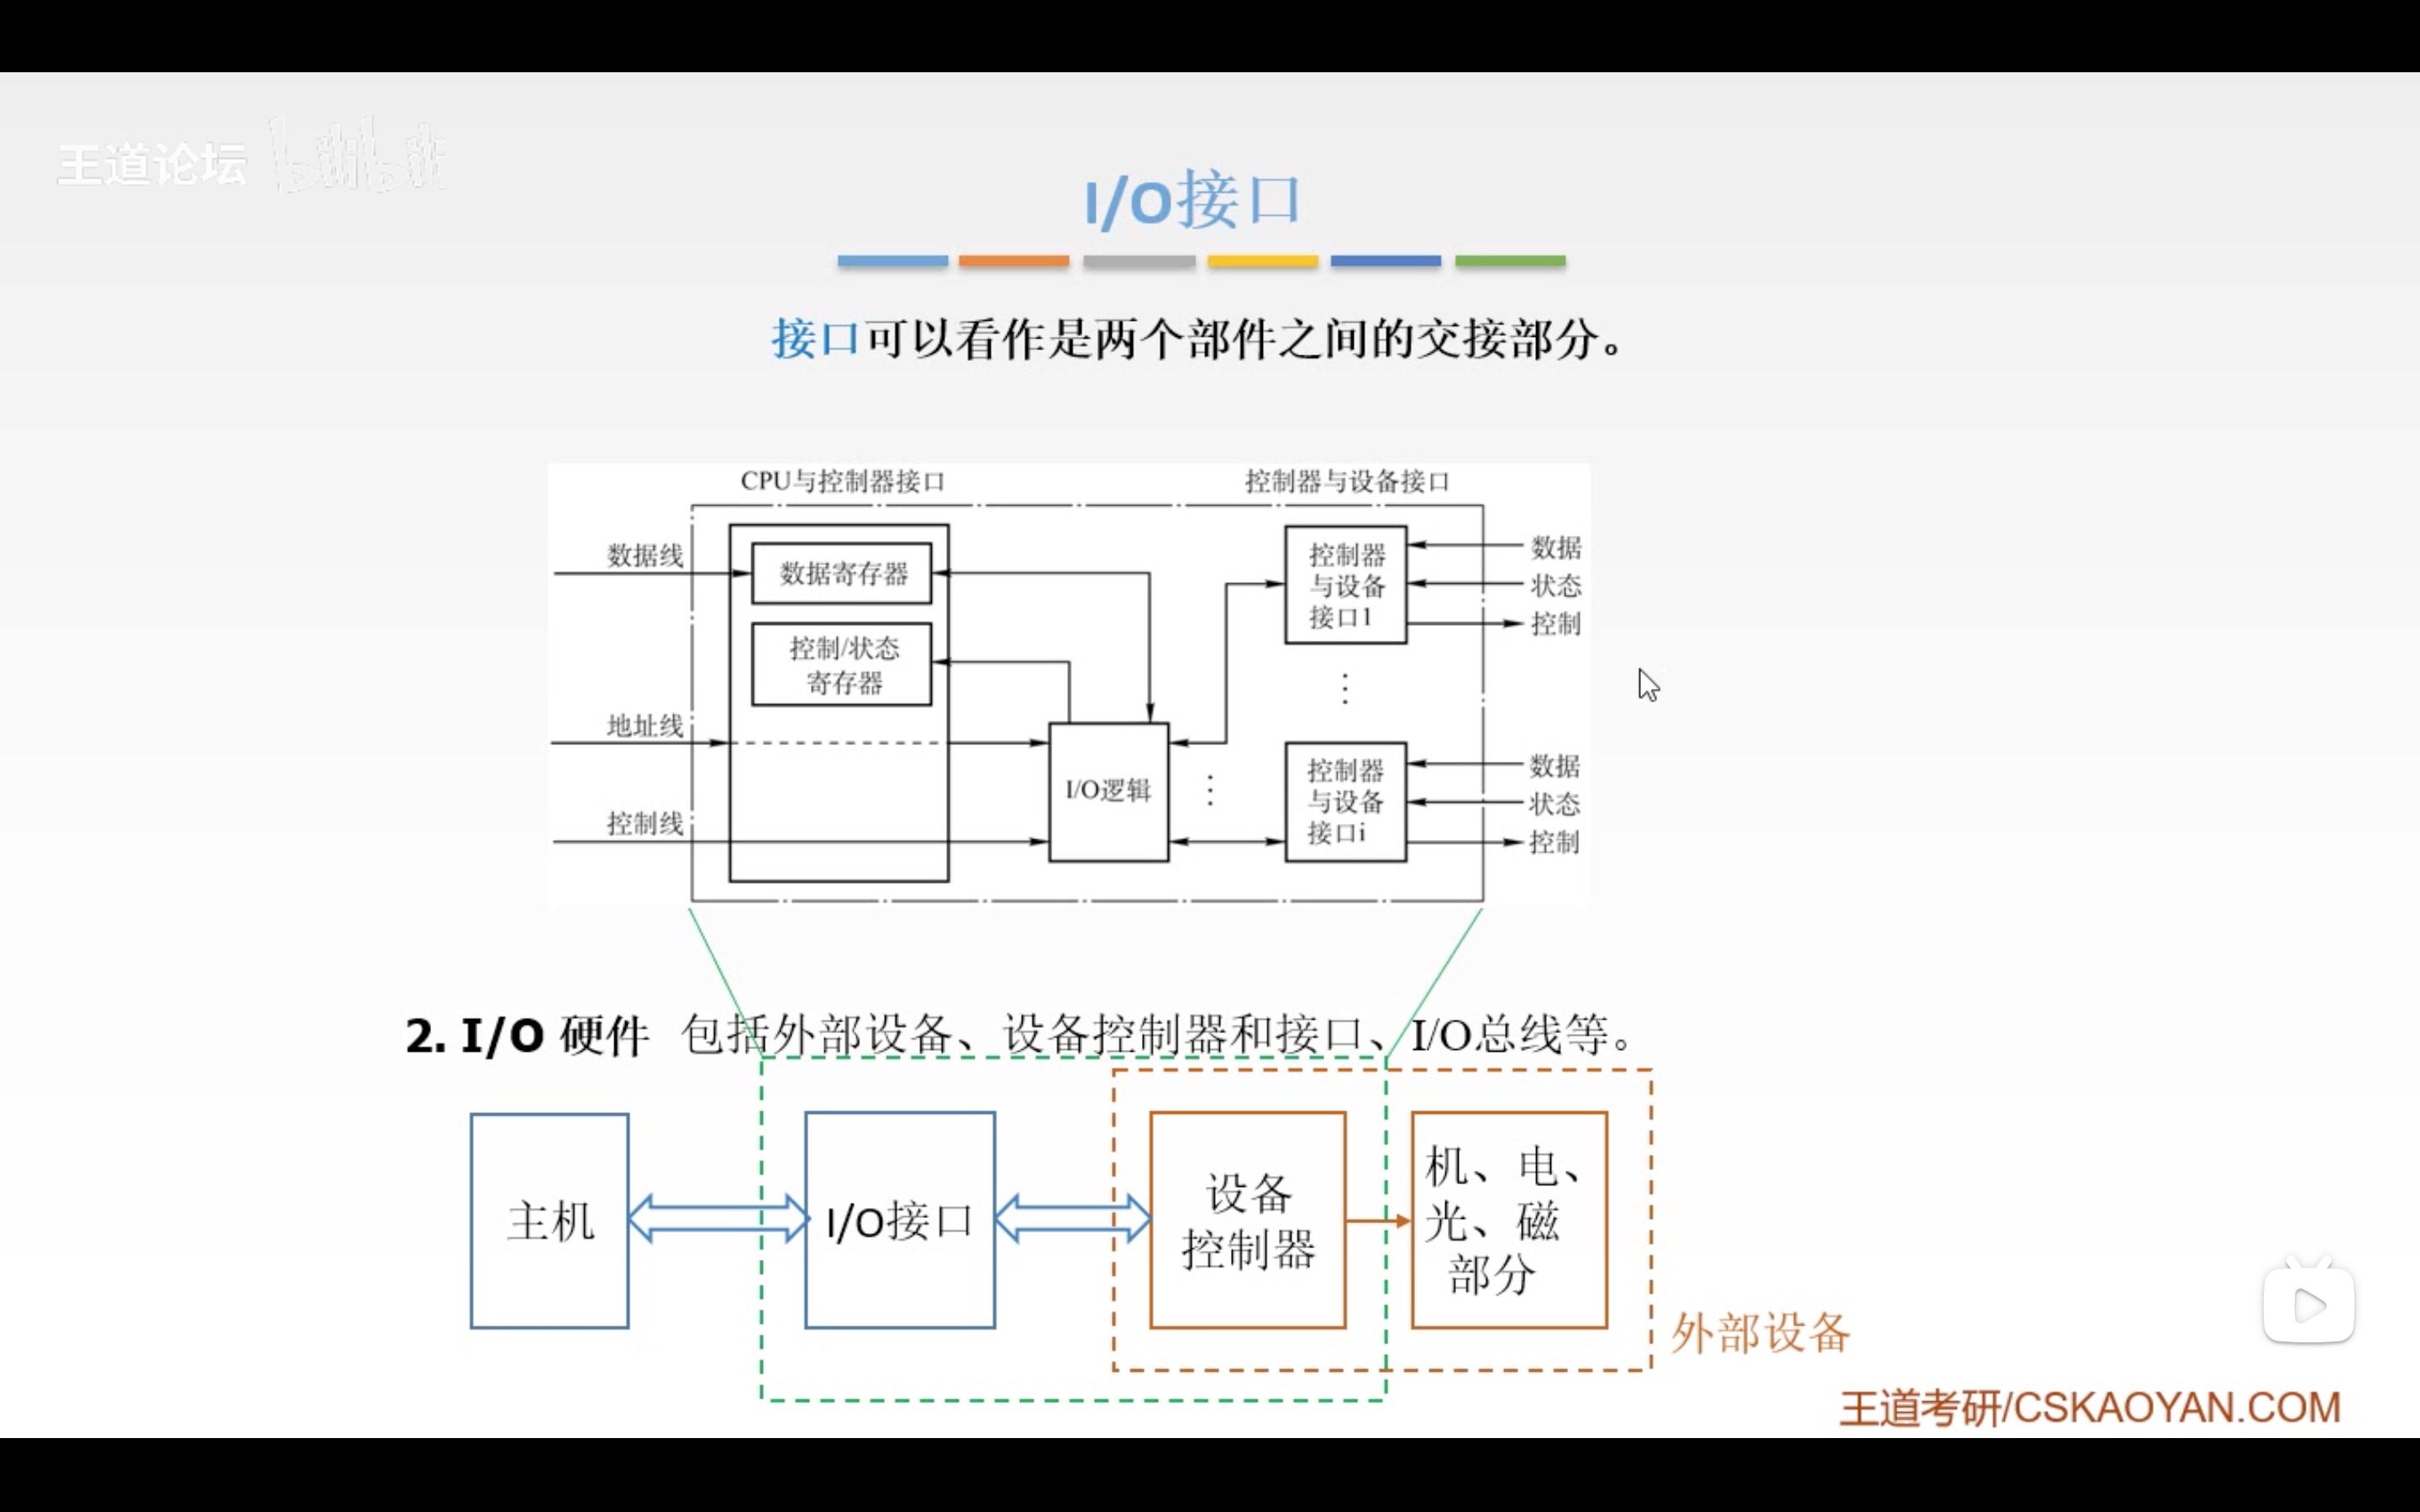 王道论坛 bilibili
I/O接口
接口可以看作是两个部件之间的交接部分。
CPU与控制器接口
控制器与设备接口
数据线
数据寄存器
控制/状态
寄存器
地址线
控制线
I/O逻辑
控制器
与设备
接口1
数据
状态
控制
控制器
与设备
接口i
数据
状态
控制
2. I/O 硬件 包括外部设备、设备控制器和接口、I/O总线等。
主机
I/O接口
设备
控制器
机、电、
光、磁
部分
外部设备
王道考研/CSKAOYAN.COM